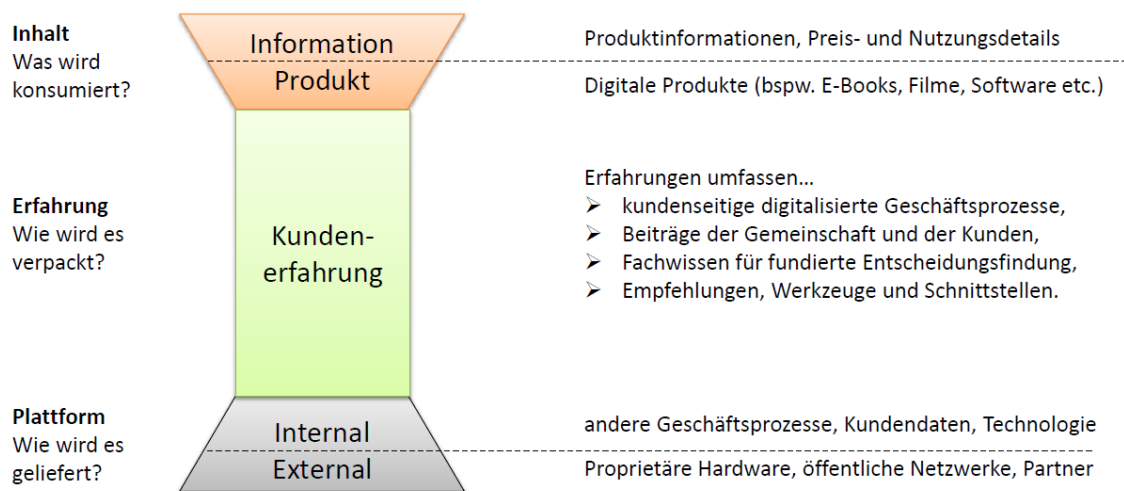 Inhalt
Was wird
konsumiert?
Information
Produkt
Produktinformationen, Preis- und Nutzungsdetails
Digitale Produkte (bspw. E-Books, Filme, Software etc.)
Erfahrung
Wie wird es
verpackt?
Kunden-
erfahrung
Erfahrungen umfassen…
➢ kundenseitige digitalisierte Geschäftsprozesse,
➢ Beiträge der Gemeinschaft und der Kunden,
➢ Fachwissen für fundierte Entscheidungsfindung,
➢ Empfehlungen, Werkzeuge und Schnittstellen.
Plattform
Wie wird es
geliefert?
Internal
External
andere Geschäftsprozesse, Kundendaten, Technologie
Proprietäre Hardware, öffentliche Netzwerke, Partner